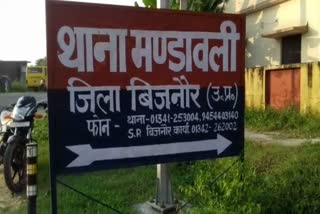 थाना मण्डावली
जिला बिजनौर (उ.प्र.)
फोन - थाना-01341-253004, 9454403140
S.P. बिजनौर कार्या. 01342-262002